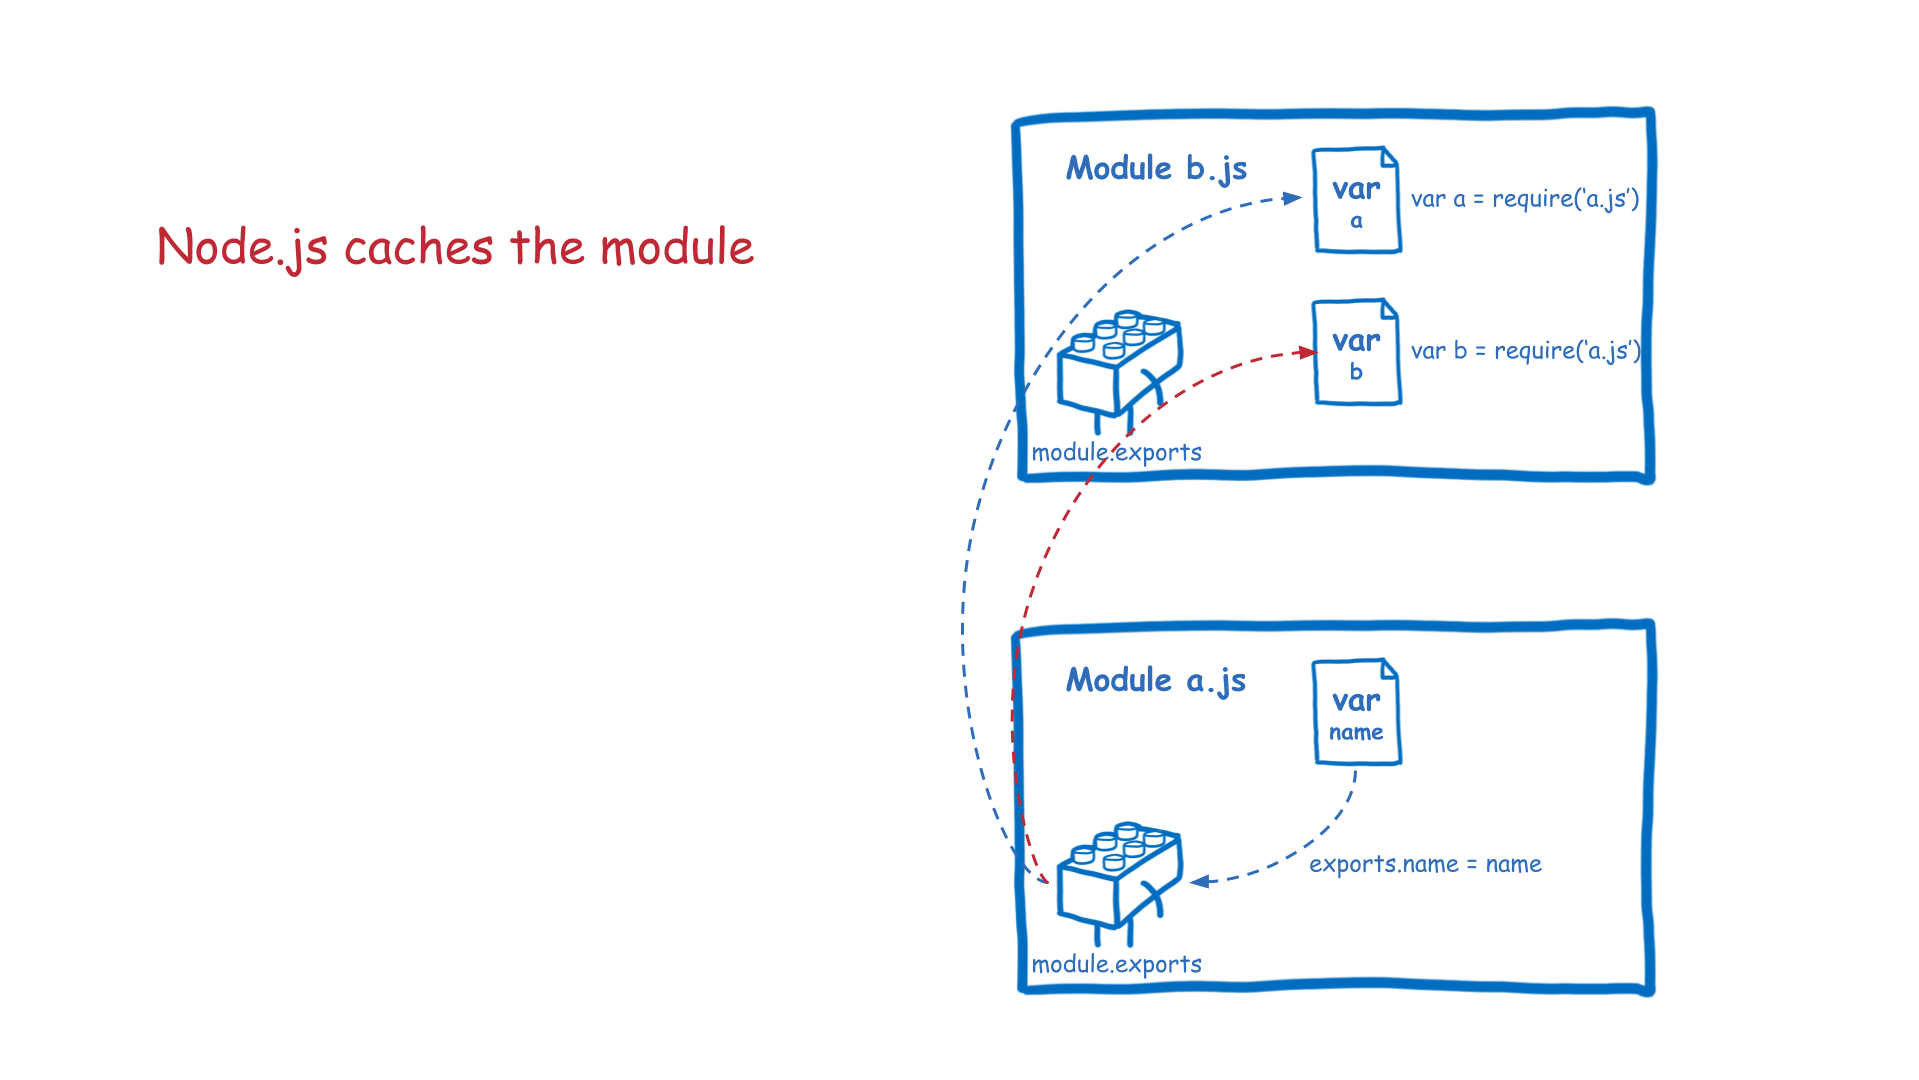 Node.js caches the module
Module b.js
var
a
var a = require(‘a.js’)
var
b
var b = require(‘a.js’)
module.exports
Module a.js
var
name
exports.name = name
module.exports